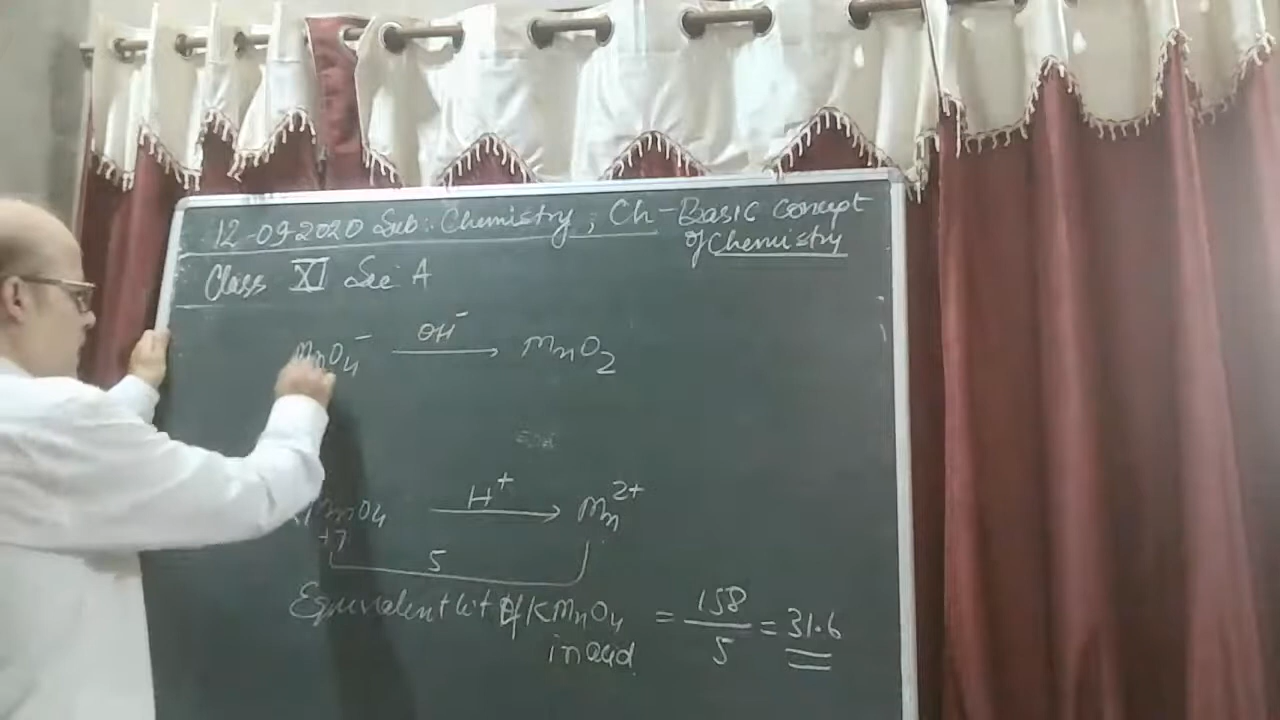 12-09-2020 Sub: Chemistry, Ch-Basic concept
of Chemistry
Class XI Sec A
MnO₄⁻ OH⁻ → MnO₂
MnO₄ H⁺ → Mn²⁺
+7
5
Equivalent wt of KMnO₄ = 158/5 = 31.6
in acid